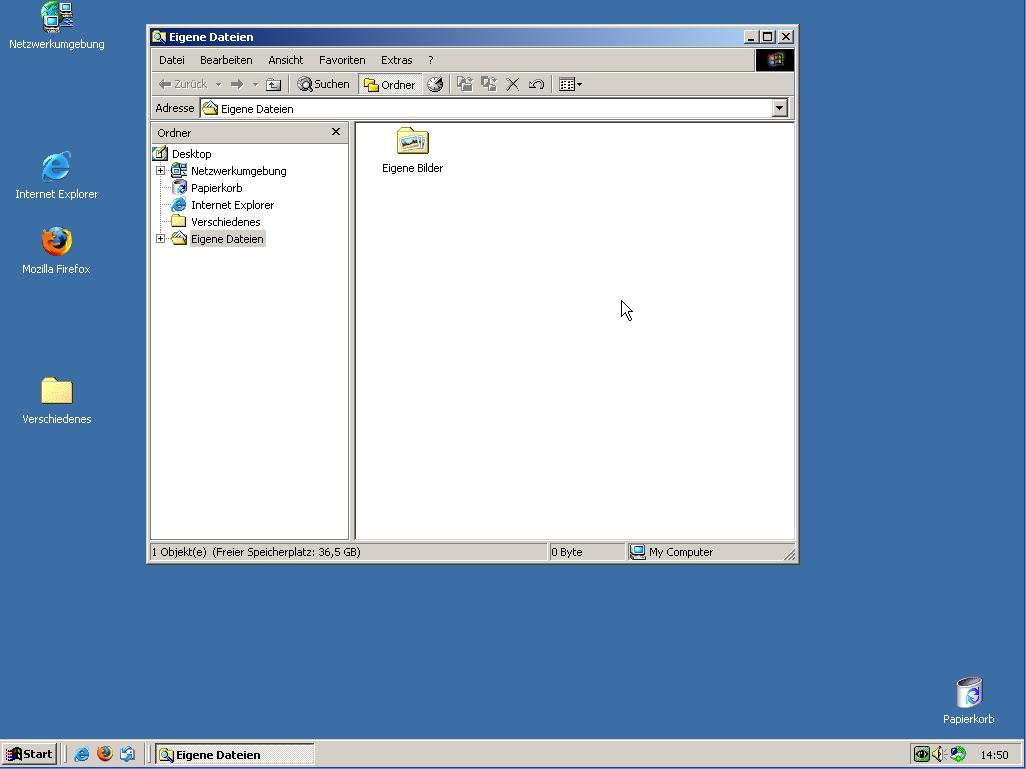 Netzwerkumgebung
Internet Explorer
Mozilla Firefox
Verschiedenes
Eigene Dateien
Datei Bearbeiten Ansicht Favoriten Extras ?
Zurück Suchen Ordner
Adresse Eigene Dateien
Ordner
Desktop
Netzwerkumgebung
Papierkorb
Internet Explorer
Verschiedenes
Eigene Dateien
Eigene Bilder
1 Objekt(e) (Freier Speicherplatz: 36,5 GB) 0 Byte My Computer
Papierkorb
Start Eigene Dateien 14:50